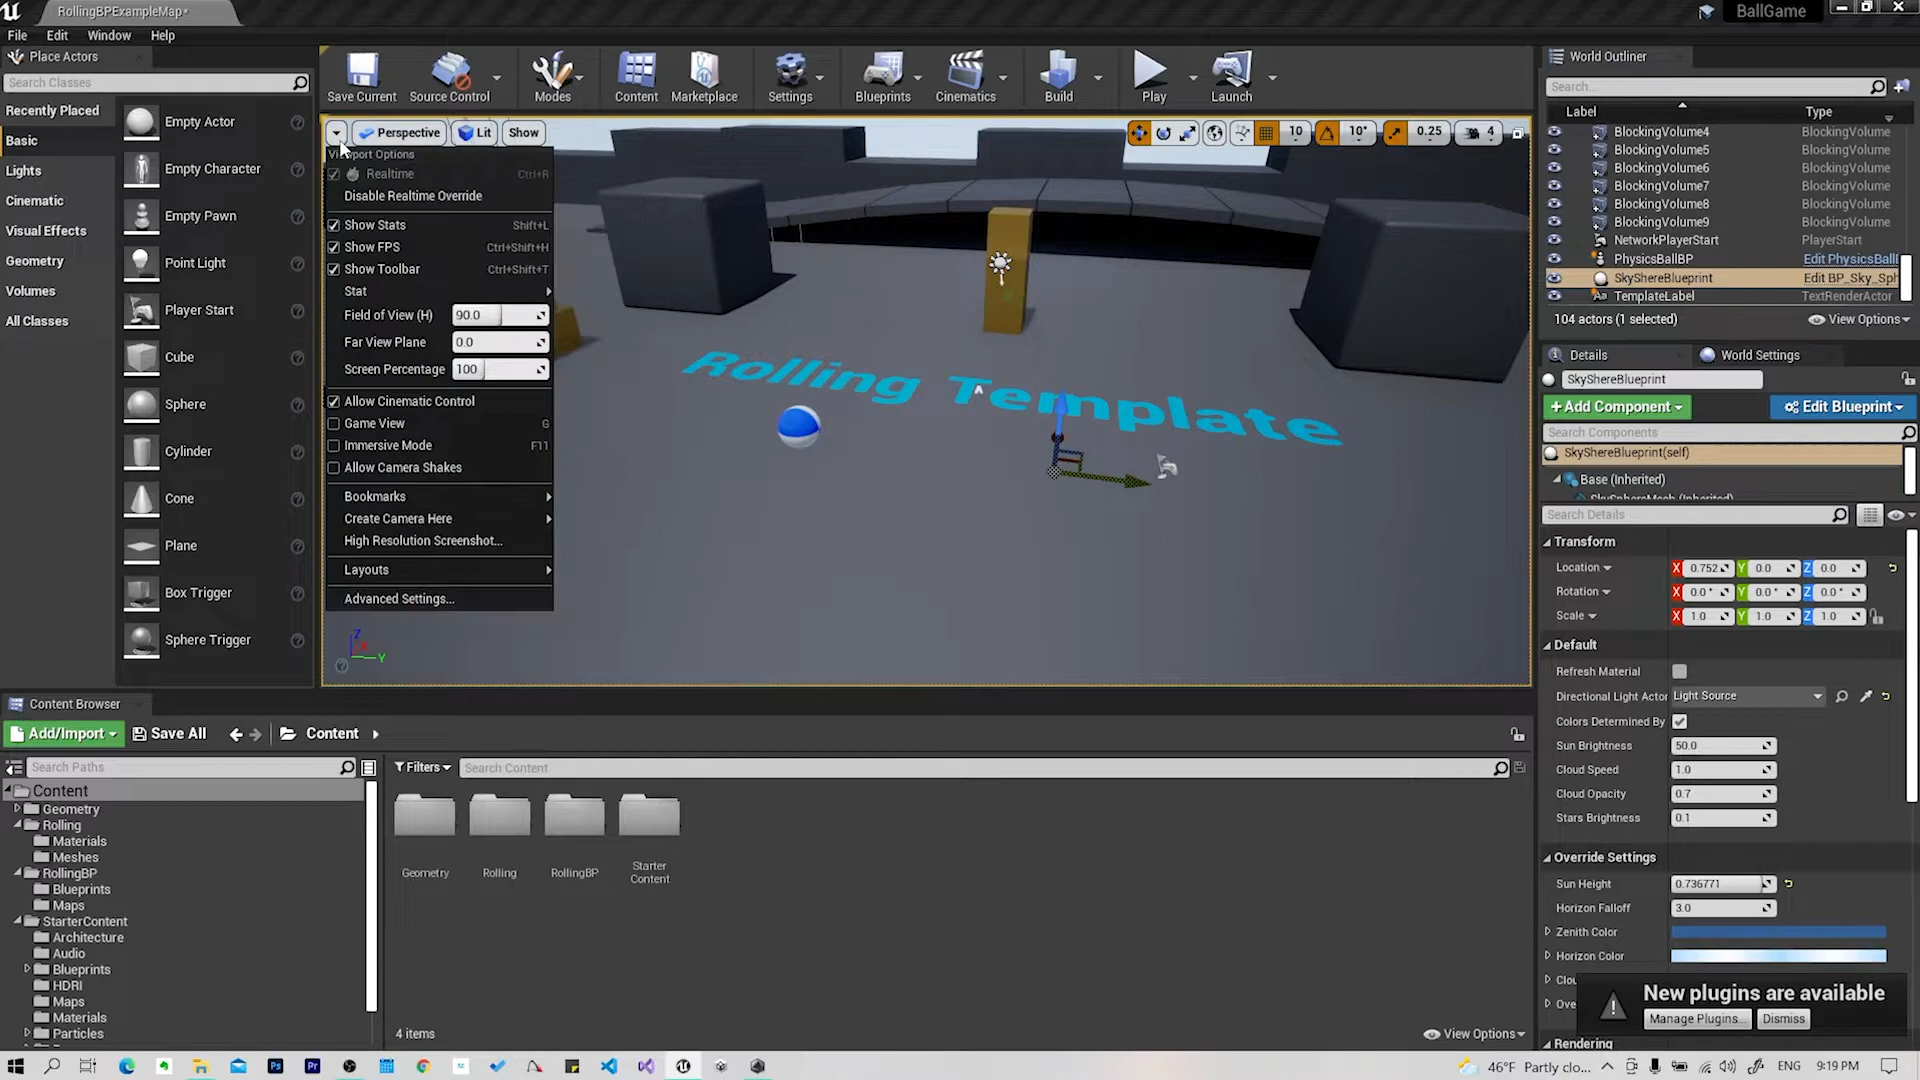 RollingBPExampleMap*
BallGame
File Edit Window Help
Place Actors
Search Classes
Recently Placed
Basic
Lights
Cinematic
Visual Effects
Geometry
Volumes
All Classes
Empty Actor
Empty Character
Empty Pawn
Point Light
Player Start
Cube
Sphere
Cylinder
Cone
Plane
Box Trigger
Sphere Trigger
Save Current
Source Control
Modes
Content
Marketplace
Settings
Blueprints
Cinematics
Build
Play
Launch
Perspective Lit Show
10 10° 0.25 4
Viewport Options
Realtime Ctrl+R
Disable Realtime Override
Show Stats Shift+L
Show FPS Ctrl+Shift+H
Show Toolbar Ctrl+Shift+T
Stat
Field of View (H) 90.0
Far View Plane 0.0
Screen Percentage 100
Allow Cinematic Control
Game View G
Immersive Mode F11
Allow Camera Shakes
Bookmarks
Create Camera Here
High Resolution Screenshot...
Layouts
Advanced Settings...
Rolling Template
Z
Y
World Outliner
Search...
Label Type
BlockingVolume4 BlockingVolume
BlockingVolume5 BlockingVolume
BlockingVolume6 BlockingVolume
BlockingVolume7 BlockingVolume
BlockingVolume8 BlockingVolume
BlockingVolume9 BlockingVolume
NetworkPlayerStart PlayerStart
PhysicsBallBP Edit PhysicsBallB
SkyShereBlueprint Edit BP_Sky_Sph
TemplateLabel TextRenderActor
104 actors (1 selected) View Options
Details World Settings
SkyShereBlueprint
+Add Component Edit Blueprint
Search Components
SkyShereBlueprint(self)
Base (Inherited)
SkySphereMesh (Inherited)
Search Details
Transform
Location X 0.752 Y 0.0 Z 0.0
Rotation X 0.0° Y 0.0° Z 0.0°
Scale X 1.0 Y 1.0 Z 1.0
Default
Refresh Material
Directional Light Actor Light Source
Colors Determined By
Sun Brightness 50.0
Cloud Speed 1.0
Cloud Opacity 0.7
Stars Brightness 0.1
Override Settings
Sun Height 0.736771
Horizon Falloff 3.0
Zenith Color
Horizon Color
Clou
Ove
Rendering
New plugins are available
Manage Plugins... Dismiss
Content Browser
Add/Import Save All Content
Search Paths
Filters Search Content
Content
Geometry
Rolling
Materials
Meshes
RollingBP
Blueprints
Maps
StarterContent
Architecture
Audio
Blueprints
HDRI
Maps
Materials
Particles
Geometry
Rolling
RollingBP
Starter
Content
4 items View Options
Ps Pr
46°F Partly clo... ENG 9:19 PM